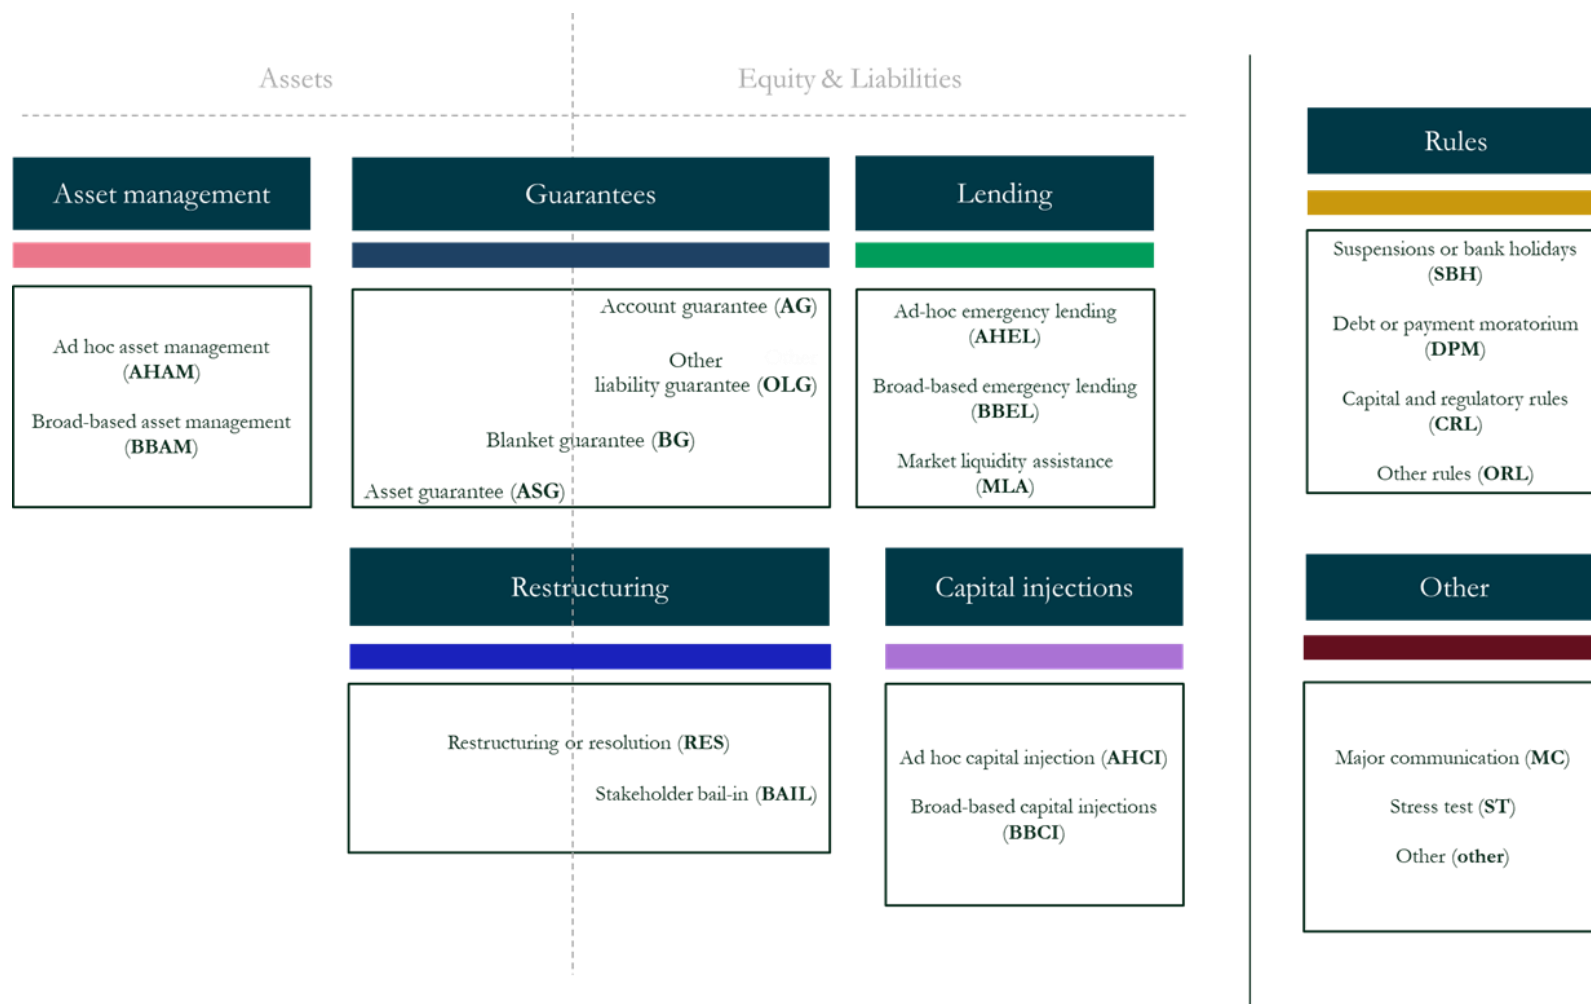 Assets
Equity & Liabilities
Asset management
Ad hoc asset management
(AHAM)
Broad-based asset management
(BBAM)
Guarantees
Account guarantee (AG)
Other
liability guarantee (OLG)
Blanket guarantee (BG)
Asset guarantee (ASG)
Lending
Ad-hoc emergency lending
(AHEL)
Broad-based emergency lending
(BBEL)
Market liquidity assistance
(MLA)
Restructuring
Restructuring or resolution (RES)
Stakeholder bail-in (BAIL)
Capital injections
Ad hoc capital injection (AHCI)
Broad-based capital injections
(BBCI)
Rules
Suspensions or bank holidays
(SBH)
Debt or payment moratorium
(DPM)
Capital and regulatory rules
(CRL)
Other rules (ORL)
Other
Major communication (MC)
Stress test (ST)
Other (other)